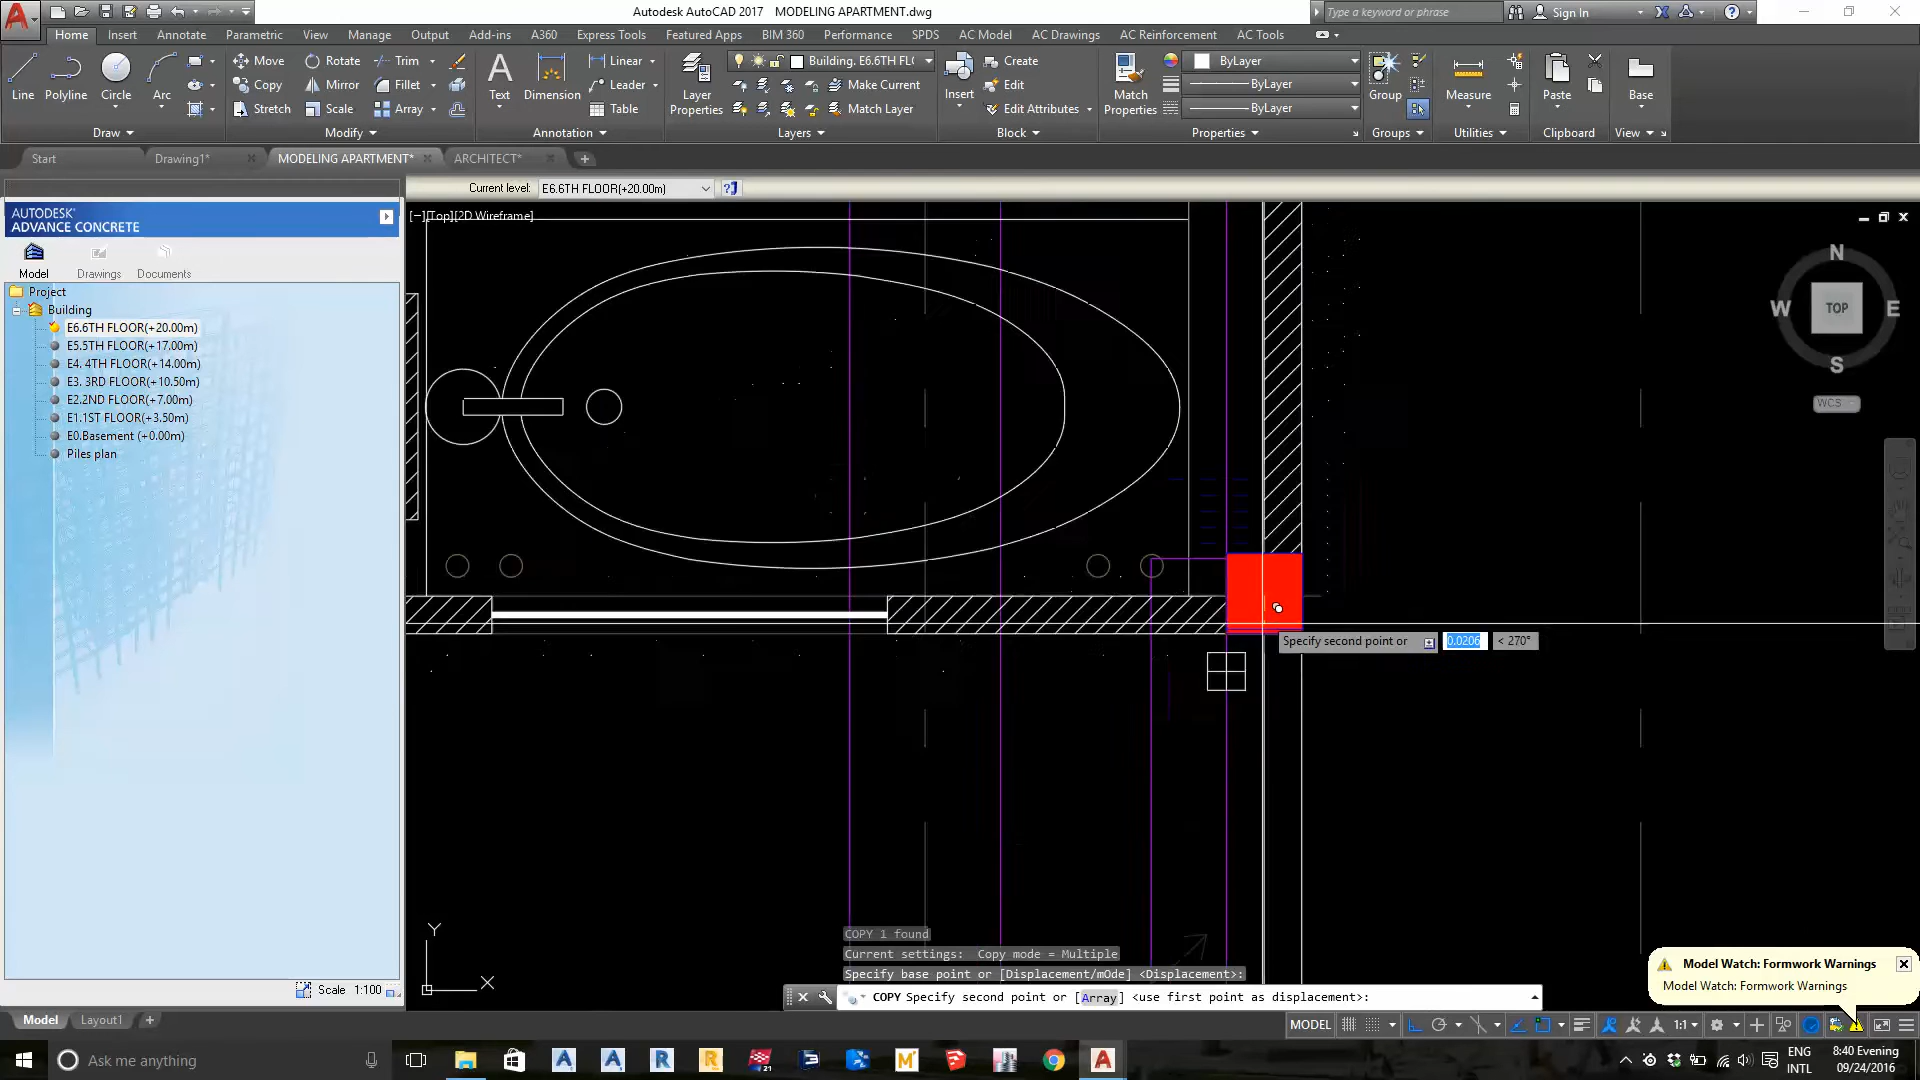 Autodesk AutoCAD 2017 MODELING APARTMENT.dwg
Type a keyword or phrase
Sign In
Home Insert Annotate Parametric View Manage Output Add-ins A360 Express Tools Featured Apps BIM 360 Performance SPDS AC Model AC Drawings AC Reinforcement AC Tools
Line
Polyline
Circle
Arc
Move
Rotate
Trim
Copy
Mirror
Fillet
Stretch
Scale
Array
Text
Dimension
Linear
Leader
Table
Layer Properties
Building. E6.6TH FL
Make Current
Match Layer
Insert
Create
Edit
Edit Attributes
Match Properties
ByLayer
ByLayer
ByLayer
Group
Measure
Paste
Base
Draw Modify Annotation Layers Block Properties Groups Utilities Clipboard View
Start Drawing1* MODELING APARTMENT* ARCHITECT*
Current level: E6.6TH FLOOR(+20.00m)
AUTODESK®
ADVANCE CONCRETE
Model Drawings Documents
Project
Building
E6.6TH FLOOR(+20.00m)
E5.5TH FLOOR(+17.00m)
E4. 4TH FLOOR(+14.00m)
E3. 3RD FLOOR(+10.50m)
E2.2ND FLOOR(+7.00m)
E1.1ST FLOOR(+3.50m)
E0.Basement (+0.00m)
Piles plan
Scale 1:100
[−][Top][2D Wireframe]
N
W TOP E
S
WCS
Specify second point or 0.0206 < 270°
Y
X
COPY 1 found
Current settings: Copy mode = Multiple
Specify base point or [Displacement/mOde] <Displacement>:
COPY Specify second point or [Array] <use first point as displacement>:
Model Watch: Formwork Warnings
Model Watch: Formwork Warnings
Model Layout1
MODEL 1:1
Ask me anything
21
ENG
INTL
8:40 Evening
09/24/2016